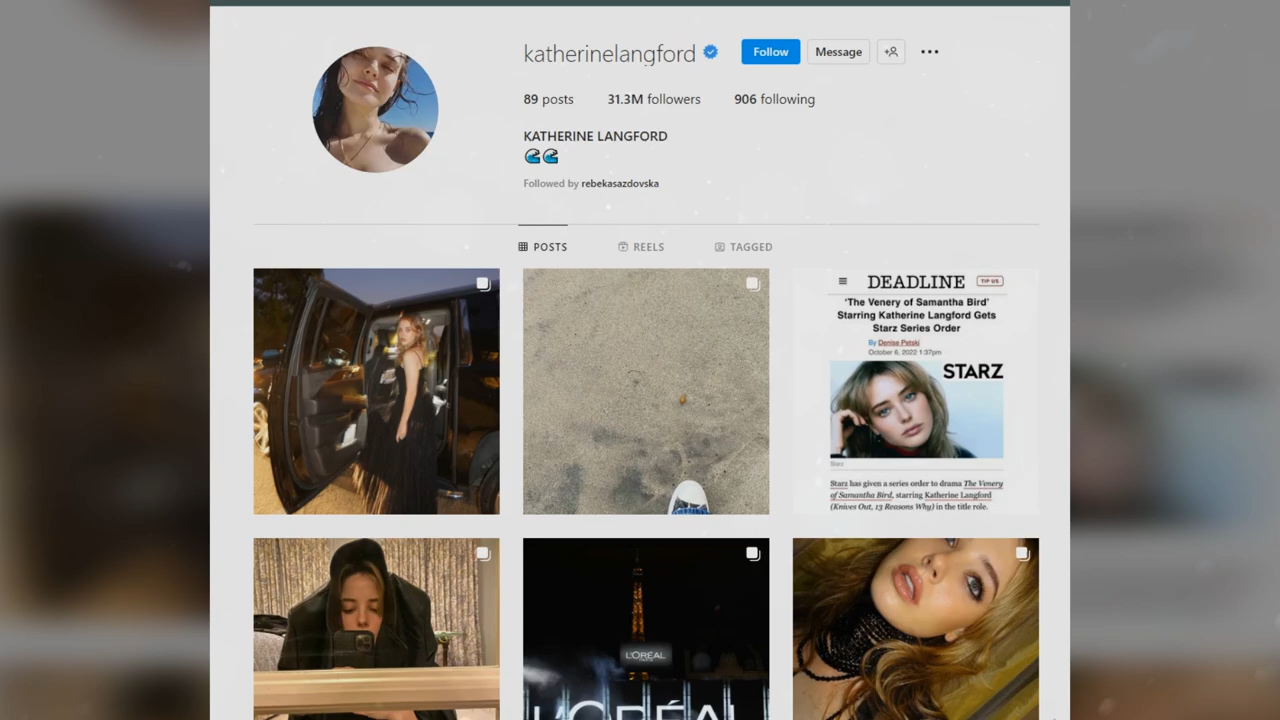 katherinelangford
Follow
Message
89 posts
31.3M followers
906 following
KATHERINE LANGFORD
Followed by rebekasazdovska
POSTS
REELS
TAGGED
DEADLINE
TIP US
'The Venery of Samantha Bird'
Starring Katherine Langford Gets
Starz Series Order
By Denise Petski
October 6, 2022 1:37pm
STARZ
Starz
Starz has given a series order to drama The Venery
of Samantha Bird, starring Katherine Langford
(Knives Out, 13 Reasons Why) in the title role.
L'ORÉAL
PARIS
L'ORÉAL